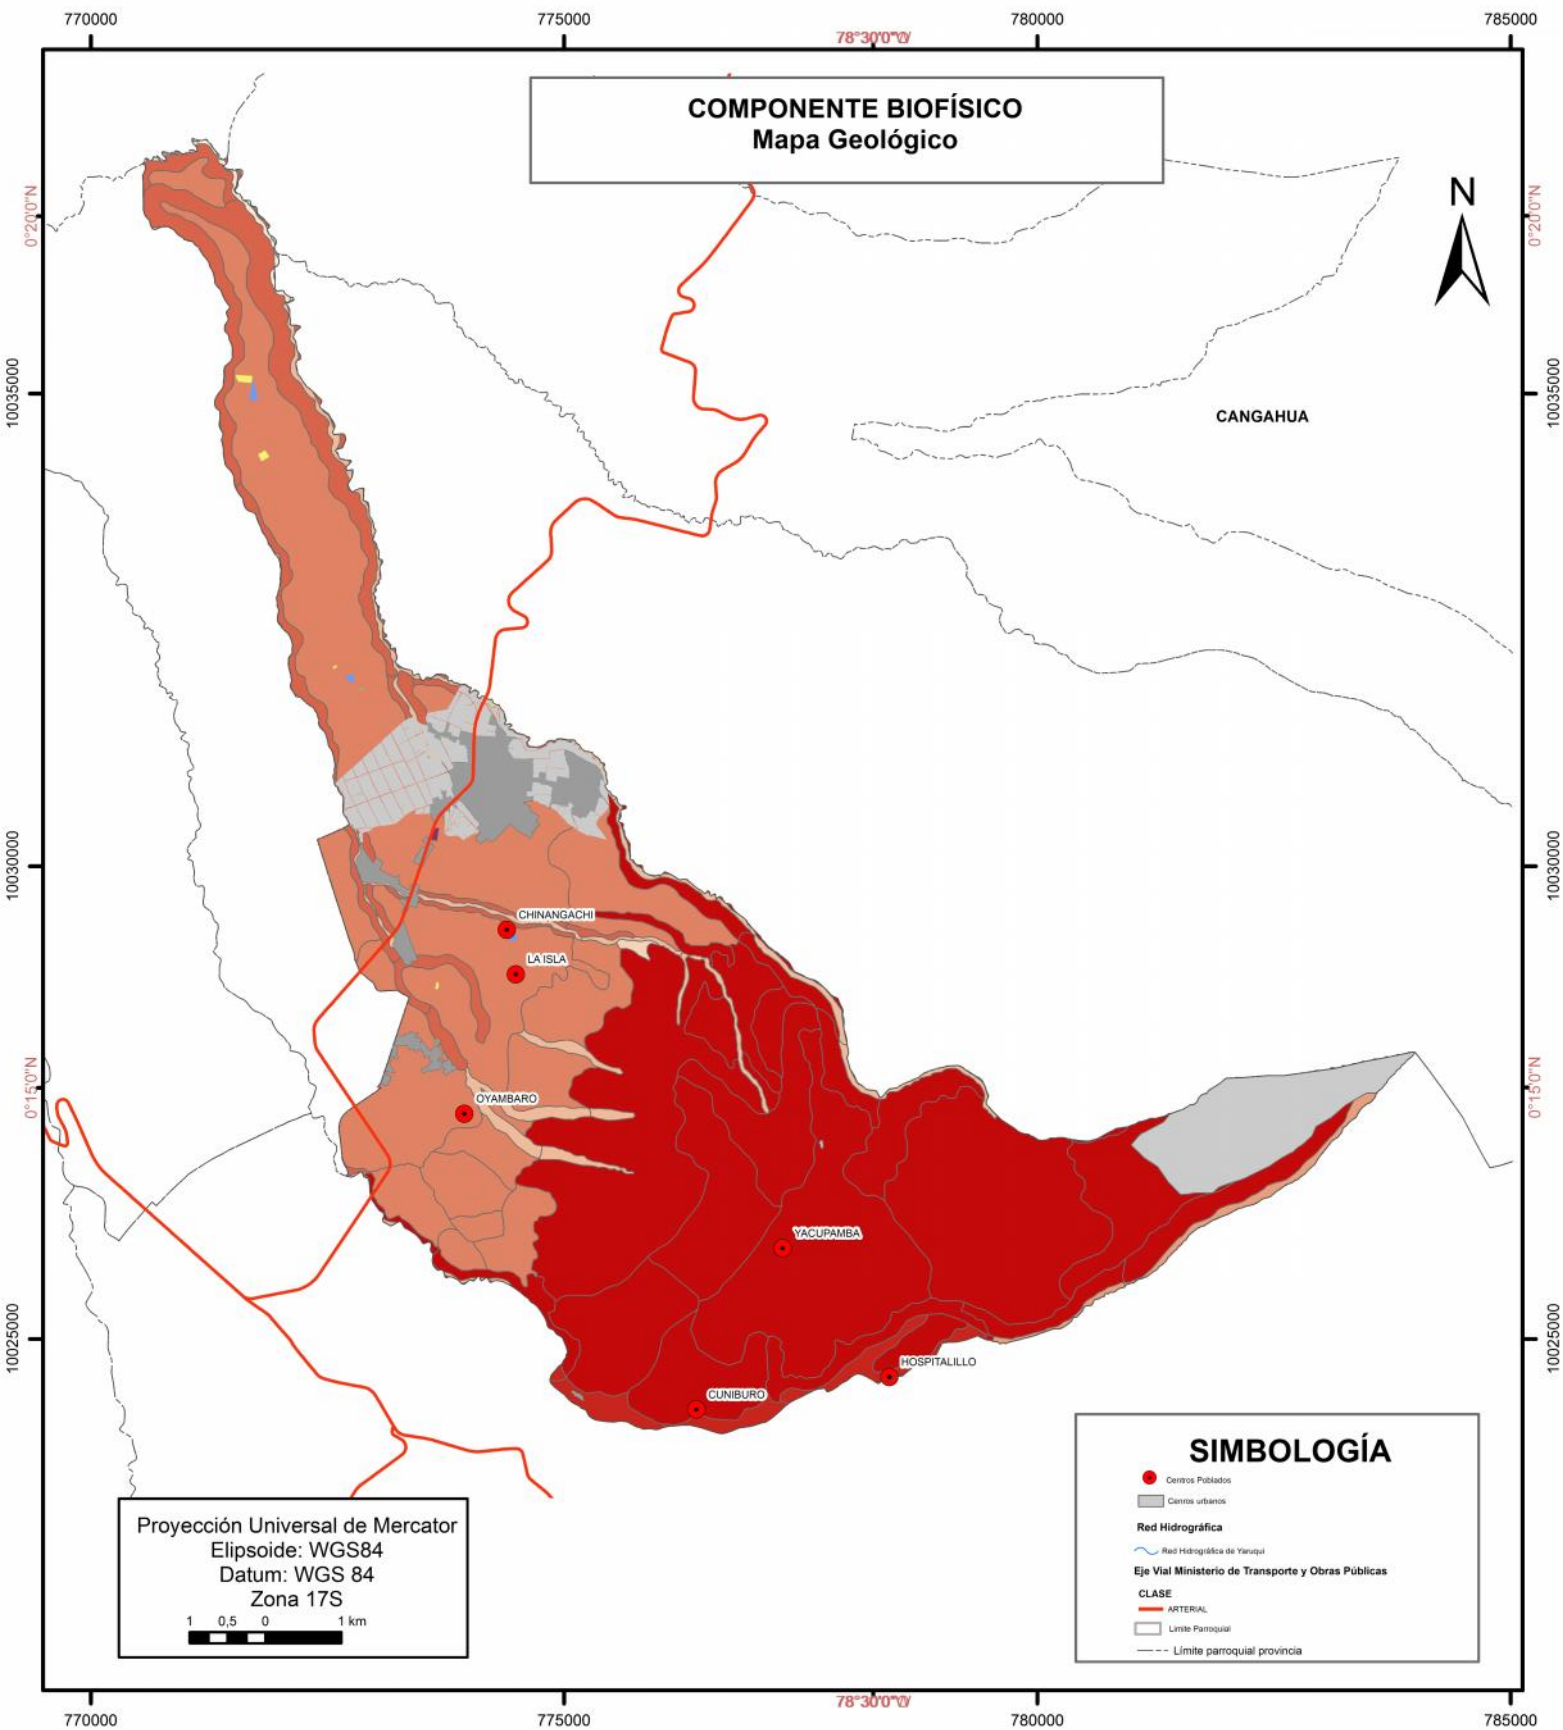 770000 775000 780000 785000
78°30'0"W
COMPONENTE BIOFÍSICO
Mapa Geológico
N
0°20'0"N 0°20'0"N
10035000 10035000
CANGAHUA
10030000 10030000
CHINANGACHI
LA ISLA
0°15'0"N 0°15'0"N
OYAMBARO
YACUPAMBA
10025000 10025000
HOSPITALILLO
CUNIBURO
SIMBOLOGÍA
Centros Poblados
Cenros urbanos
Red Hidrográfica
Red Hidrográfica de Yaruqui
Eje Vial Ministerio de Transporte y Obras Públicas
CLASE
ARTERIAL
Limite Parroquial
Límite parroquial provincia
Proyección Universal de Mercator
Elipsoide: WGS84
Datum: WGS 84
Zona 17S
1 0,5 0 1 km
78°30'0"W
770000 775000 780000 785000